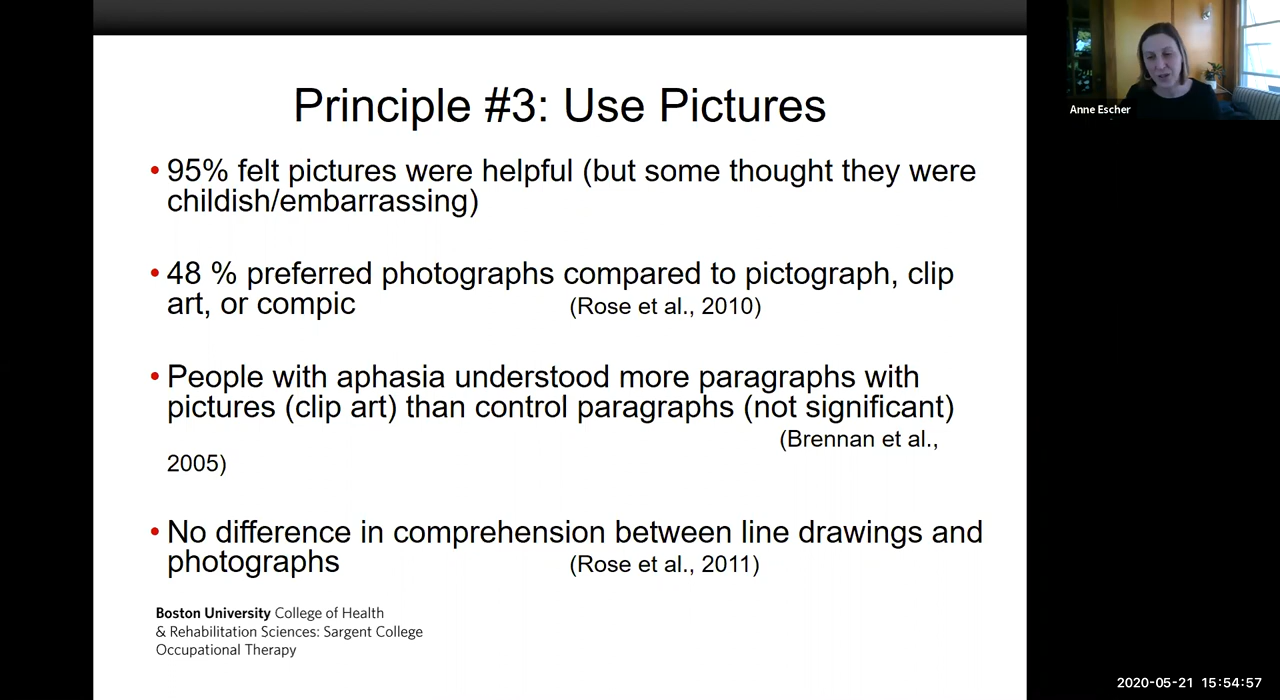 Principle #3: Use Pictures
• 95% felt pictures were helpful (but some thought they were
childish/embarrassing)
• 48 % preferred photographs compared to pictograph, clip
art, or compic (Rose et al., 2010)
• People with aphasia understood more paragraphs with
pictures (clip art) than control paragraphs (not significant)
(Brennan et al.,
2005)
• No difference in comprehension between line drawings and
photographs (Rose et al., 2011)
Boston University College of Health
& Rehabilitation Sciences: Sargent College
Occupational Therapy
Anne Escher
2020-05-21 15:54:57